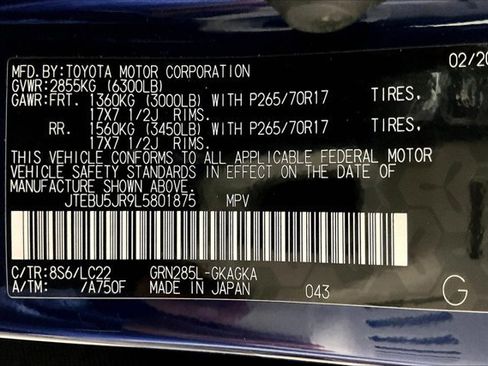 MFD.BY:TOYOTA MOTOR CORPORATION 02/20
GVWR:2855KG (6300LB)
GAWR:FRT. 1360KG (3000LB) WITH P265/70R17 TIRES.
17X7 1/2J RIMS.
RR. 1560KG (3450LB) WITH P265/70R17 TIRES.
17X7 1/2J RIMS.
THIS VEHICLE CONFORMS TO ALL APPLICABLE FEDERAL MOTOR
VEHICLE SAFETY STANDARDS IN EFFECT ON THE DATE OF
MANUFACTURE SHOWN ABOVE.
JTEBU5JR9L5801875 MPV
C/TR:8S6/LC22 GRN285L-GKAGKA
A/TM: /A750F MADE IN JAPAN 043 G